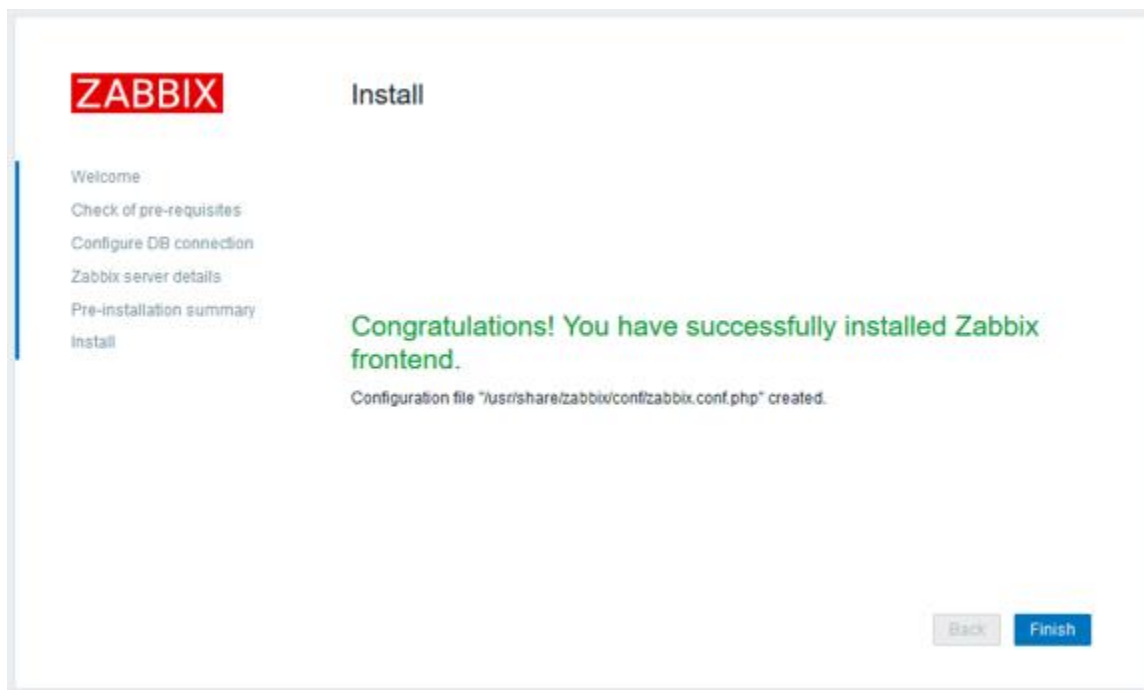 ZABBIX
Install
Welcome
Check of pre-requisites
Configure DB connection
Zabbix server details
Pre-installation summary
Install
Congratulations! You have successfully installed Zabbix
frontend.
Configuration file "/usr/share/zabbix/conf/zabbix.conf.php" created.
Back
Finish